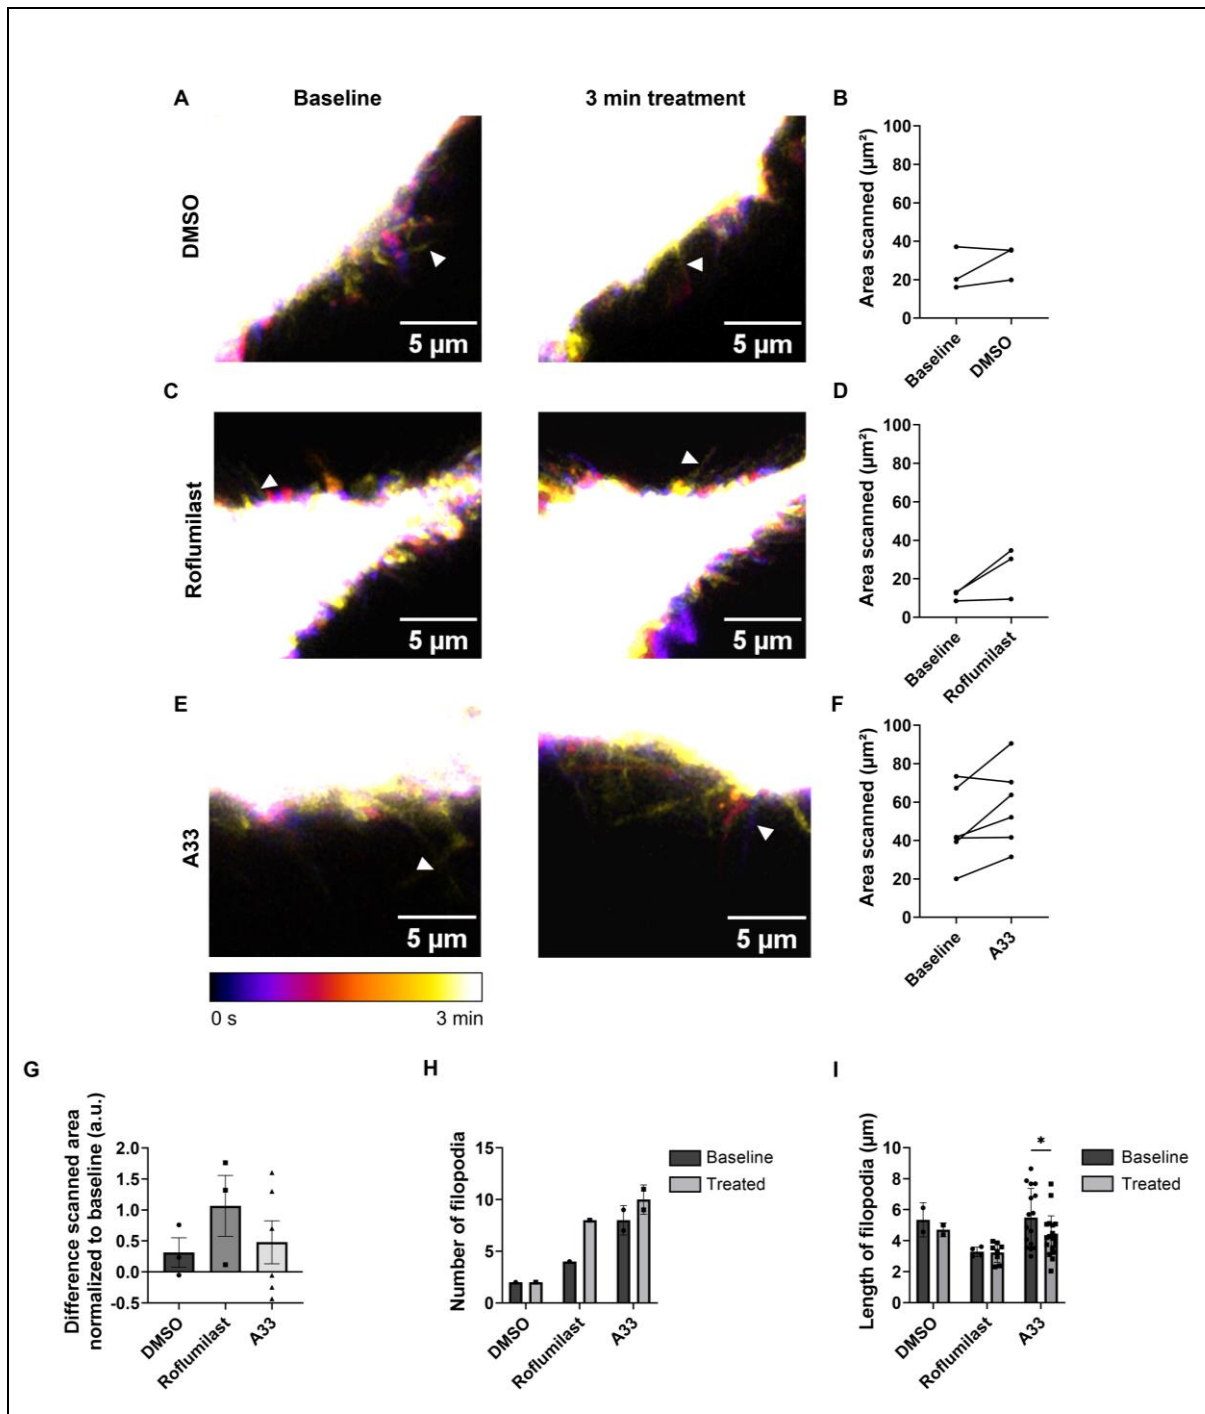 A Baseline 3 min treatment B
DMSO
5 µm
5 µm
Area scanned (µm²)
100
80
60
40
20
0
Baseline
DMSO
C
D
Roflumilast
5 µm
5 µm
Area scanned (µm²)
100
80
60
40
20
0
Baseline
Roflumilast
E
F
A33
5 µm
5 µm
Area scanned (µm²)
100
80
60
40
20
0
Baseline
A33
0 s 3 min
G
Difference scanned area
normalized to baseline (a.u.)
2.0
1.5
1.0
0.5
0.0
-0.5
DMSO
Roflumilast
A33
H
Number of filopodia
15
10
5
0
DMSO
Roflumilast
A33
Baseline
Treated
I
Length of filopodia (µm)
10
8
6
4
2
0
*
DMSO
Roflumilast
A33
Baseline
Treated